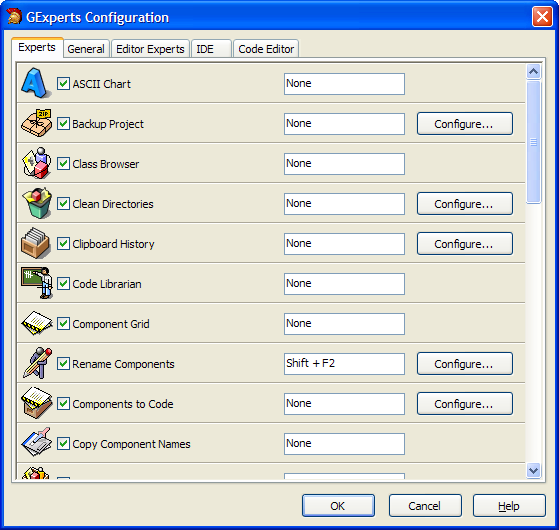 GExperts Configuration
Experts General Editor Experts IDE Code Editor
ASCII Chart None
ZIP
Backup Project None Configure...
Class Browser None
Clean Directories None Configure...
Clipboard History None Configure...
Code Librarian None
Component Grid None
Rename Components Shift + F2 Configure...
Components to Code None Configure...
Copy Component Names None
OK Cancel Help